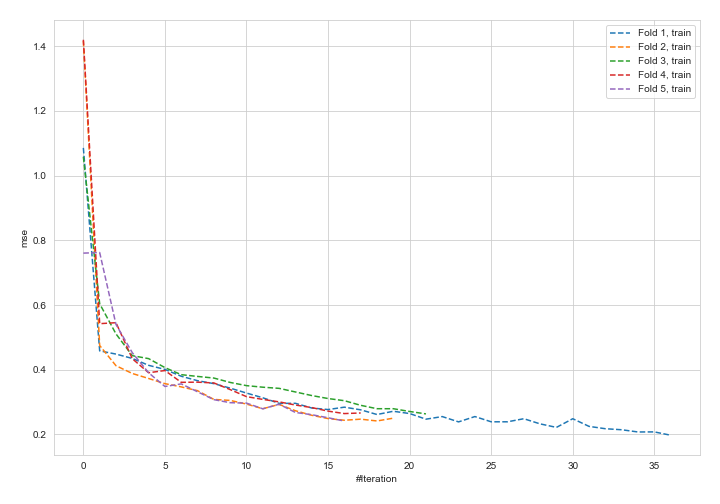 1.4
1.2
1.0
0.8
0.6
0.4
0.2
mse
0
5
10
15
20
25
30
35
#Iteration
Fold 1, train
Fold 2, train
Fold 3, train
Fold 4, train
Fold 5, train